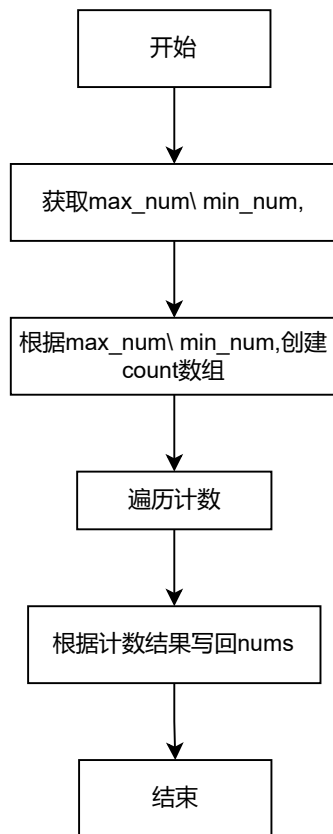 开始
获取max_num\ min_num,
根据max_num\ min_num,创建
count数组
遍历计数
根据计数结果写回nums
结束